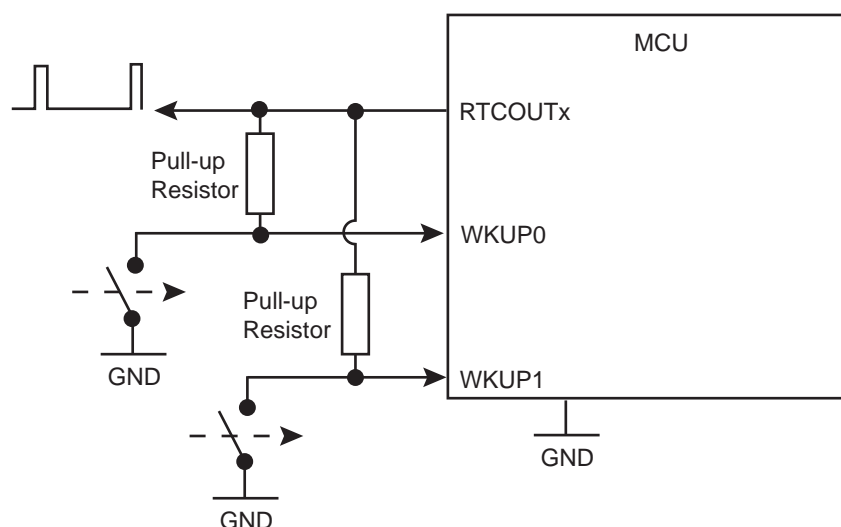 MCU
RTCOUTx
Pull-up
Resistor
WKUP0
Pull-up
Resistor
GND
WKUP1
GND
GND